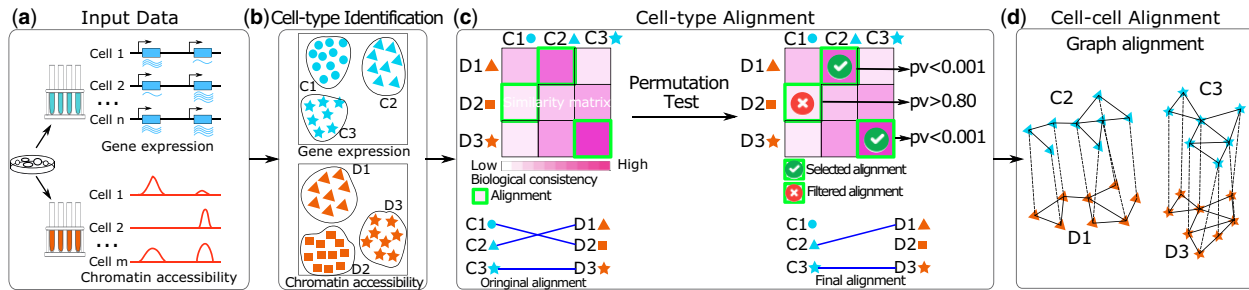 (a) Input Data
Cell 1
Cell 2
...
Cell n
Gene expression
Cell 1
Cell 2
...
Cell m
Chromatin accessibility
(b) Cell-type Identification
C1
C2
C3
Gene expression
D1
D3
D2
Chromatin accessibility
(c) Cell-type Alignment
C1 C2 C3
D1
D2
D3
Similarity matrix
Low High
Biological consistency
Alignment
Permutation
Test
C1 C2 C3
D1
D2
D3
pv<0.001
pv>0.80
pv<0.001
Selected alignment
Filtered alignment
C1 D1
C2 D2
C3 D3
Oringinal alignment
C1 D1
C2 D2
C3 D3
Final alignment
(d) Cell-cell Alignment
Graph alignment
C2
C3
D1
D3